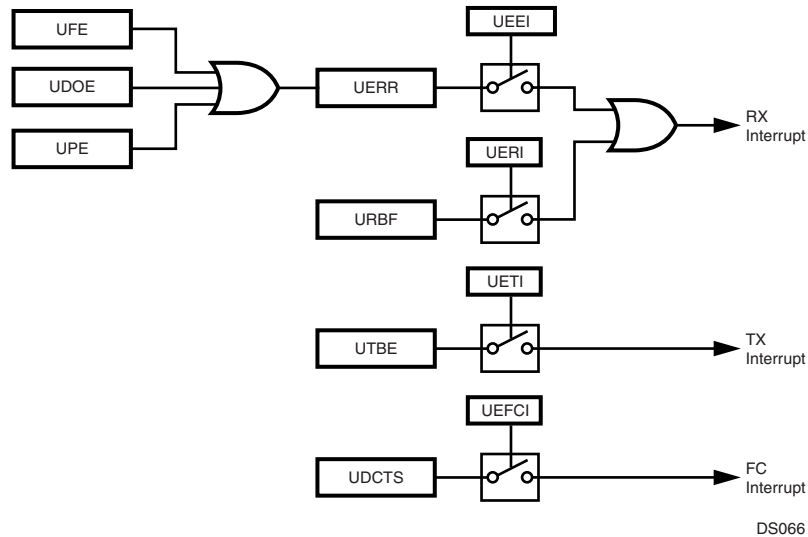 UFE
UDOE
UPE
UERR
UEEI
RX
Interrupt
UERI
URBF
UETI
UTBE
TX
Interrupt
UEFCI
UDCTS
FC
Interrupt
DS066